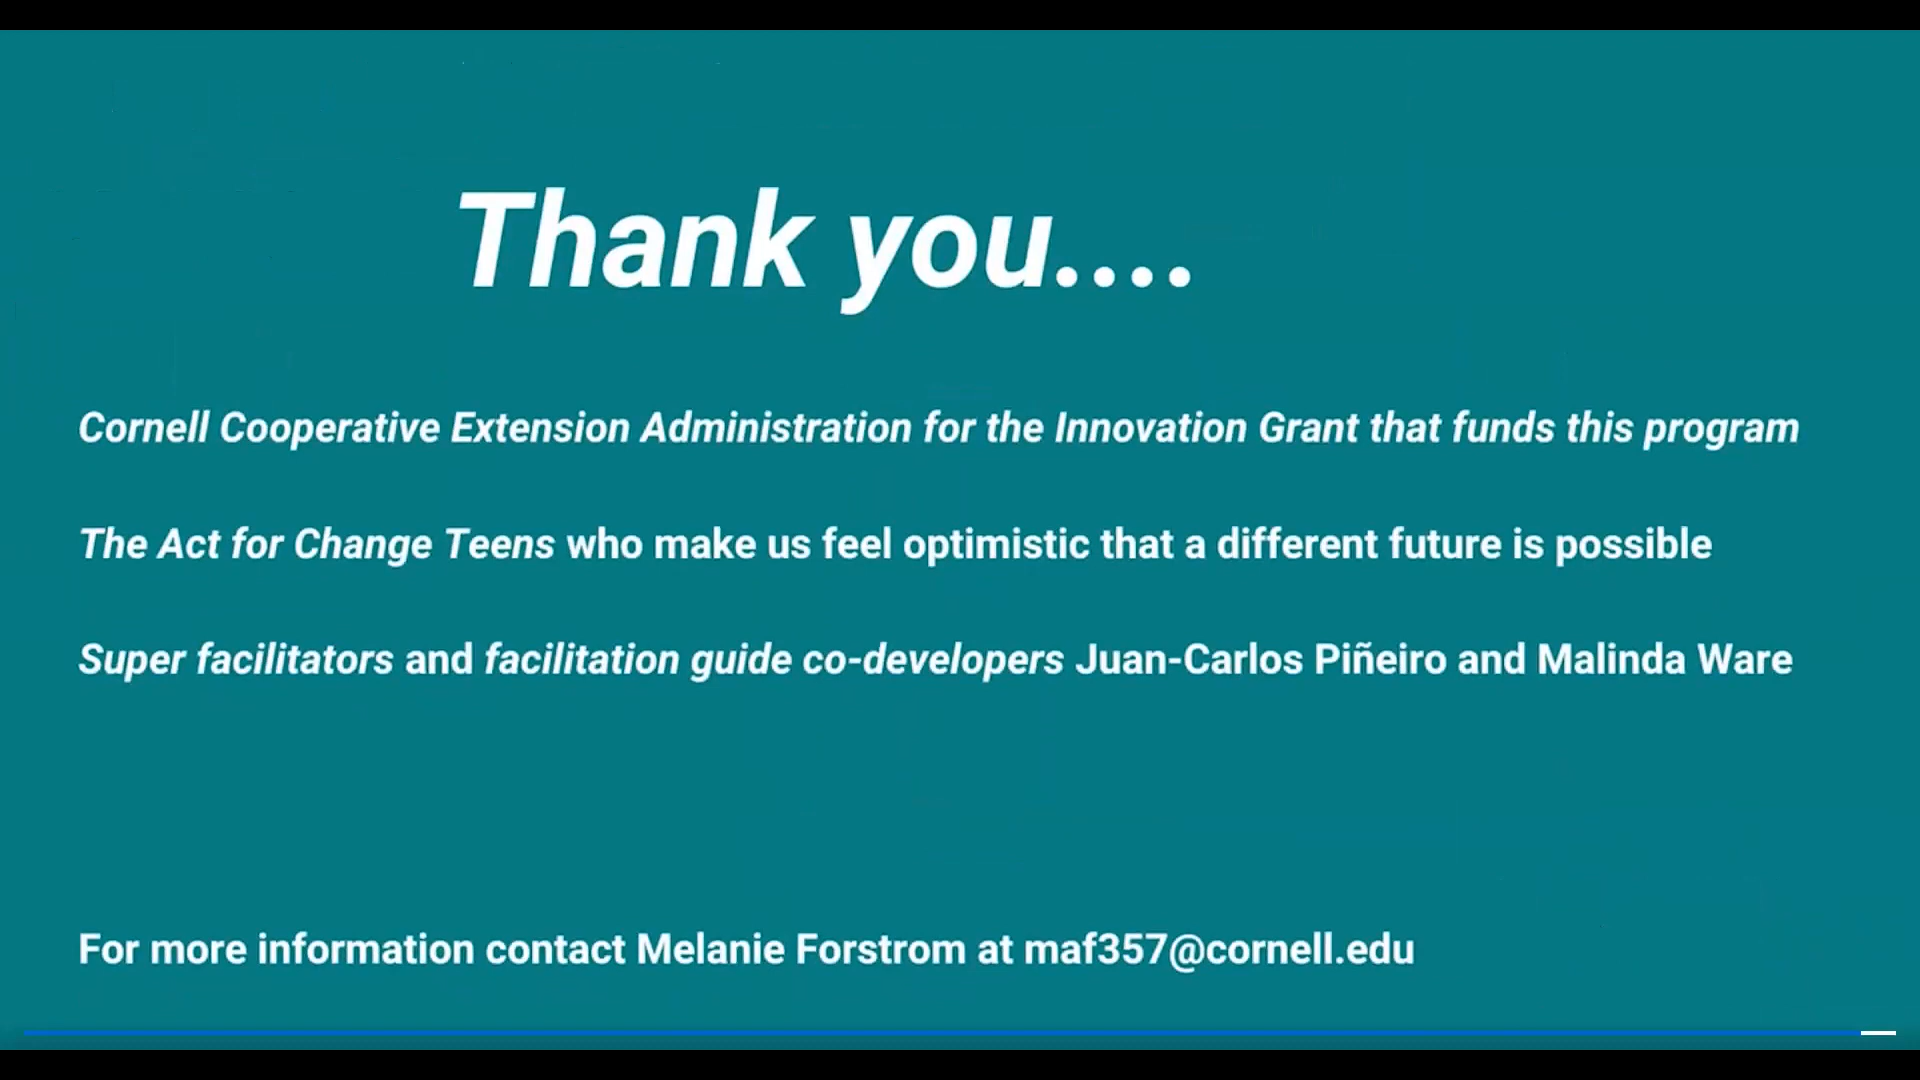 Thank you....
Cornell Cooperative Extension Administration for the Innovation Grant that funds this program
The Act for Change Teens who make us feel optimistic that a different future is possible
Super facilitators and facilitation guide co-developers Juan-Carlos Piñeiro and Malinda Ware
For more information contact Melanie Forstrom at maf357@cornell.edu